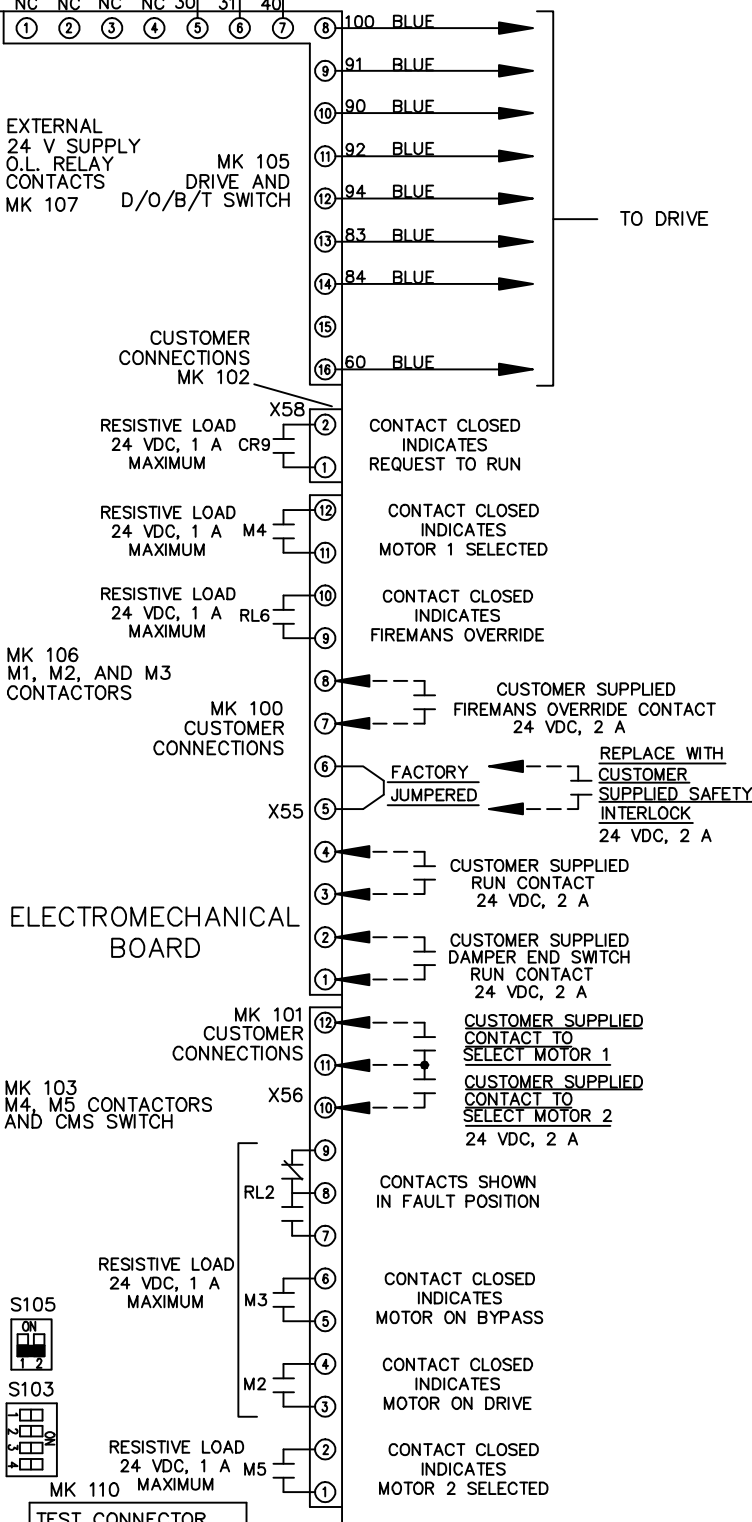 NC NC NC NC 30 31 40
1 2 3 4 5 6 7 8 100 BLUE
9 91 BLUE
10 90 BLUE
EXTERNAL
24 V SUPPLY
O.L. RELAY
CONTACTS
MK 107
MK 105
DRIVE AND
D/O/B/T SWITCH
11 92 BLUE
12 94 BLUE
TO DRIVE
13 83 BLUE
14 84 BLUE
15
16 60 BLUE
CUSTOMER
CONNECTIONS
MK 102
X58
RESISTIVE LOAD
24 VDC, 1 A
MAXIMUM
CR9
2
1
CONTACT CLOSED
INDICATES
REQUEST TO RUN
RESISTIVE LOAD
24 VDC, 1 A
MAXIMUM
M4
12
11
CONTACT CLOSED
INDICATES
MOTOR 1 SELECTED
RESISTIVE LOAD
24 VDC, 1 A
MAXIMUM
RL6
10
9
CONTACT CLOSED
INDICATES
FIREMANS OVERRIDE
MK 106
M1, M2, AND M3
CONTACTORS
8
7
CUSTOMER SUPPLIED
FIREMANS OVERRIDE CONTACT
24 VDC, 2 A
MK 100
CUSTOMER
CONNECTIONS
6
5
X55
FACTORY
JUMPERED
REPLACE WITH
CUSTOMER
SUPPLIED SAFETY
INTERLOCK
24 VDC, 2 A
4
3
CUSTOMER SUPPLIED
RUN CONTACT
24 VDC, 2 A
ELECTROMECHANICAL
BOARD
2
1
CUSTOMER SUPPLIED
DAMPER END SWITCH
RUN CONTACT
24 VDC, 2 A
MK 101
CUSTOMER
CONNECTIONS
12
11
10
X56
CUSTOMER SUPPLIED
CONTACT TO
SELECT MOTOR 1
CUSTOMER SUPPLIED
CONTACT TO
SELECT MOTOR 2
24 VDC, 2 A
MK 103
M4, M5 CONTACTORS
AND CMS SWITCH
9
RL2 8
7
CONTACTS SHOWN
IN FAULT POSITION
RESISTIVE LOAD
24 VDC, 1 A
MAXIMUM
M3
6
5
CONTACT CLOSED
INDICATES
MOTOR ON BYPASS
S105
ON
1 2
M2
4
3
CONTACT CLOSED
INDICATES
MOTOR ON DRIVE
S103
1
2
3
4
ON
RESISTIVE LOAD
24 VDC, 1 A
MAXIMUM
M5
2
1
CONTACT CLOSED
INDICATES
MOTOR 2 SELECTED
MK 110
TEST CONNECTOR